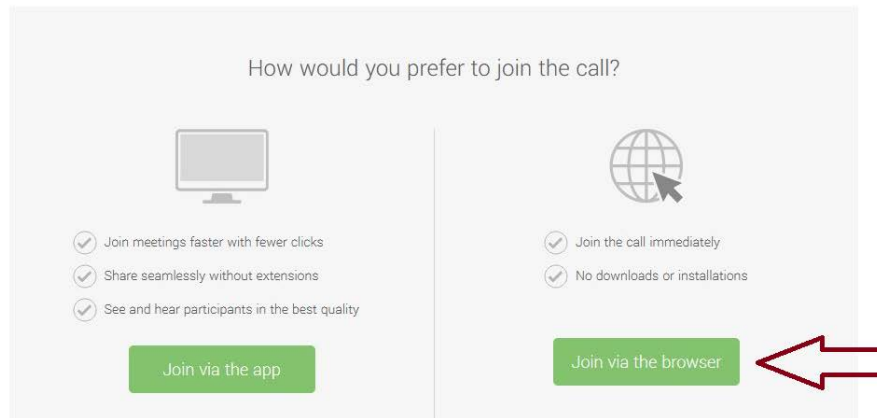 How would you prefer to join the call?
Join meetings faster with fewer clicks
Share seamlessly without extensions
See and hear participants in the best quality
Join via the app
Join the call immediately
No downloads or installations
Join via the browser